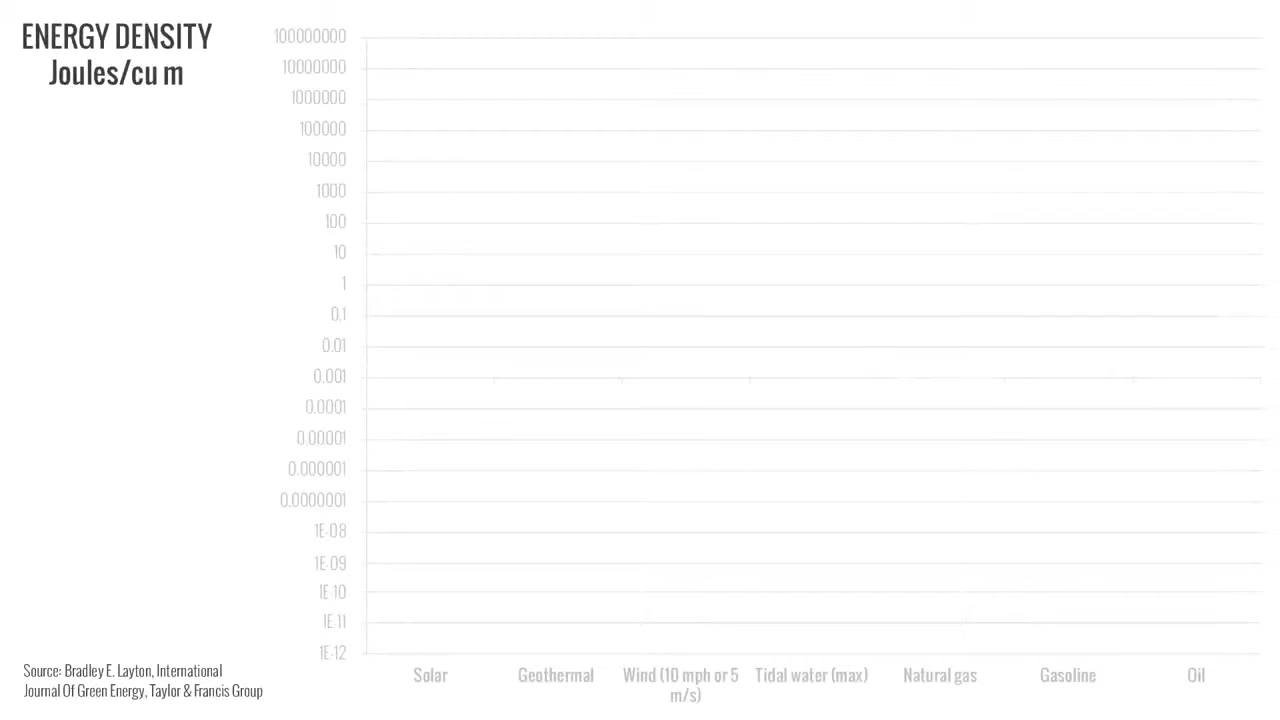 ENERGY DENSITY
Joules/cu m
100000000
10000000
1000000
100000
10000
1000
100
10
1
0.1
0.01
0.001
0.0001
0.00001
0.000001
0.0000001
1E-08
1E-09
1E-10
1E-11
1E-12
Solar
Geothermal
Wind (10 mph or 5
m/s)
Tidal water (max)
Natural gas
Gasoline
Oil
Source: Bradley E. Layton, International
Journal Of Green Energy, Taylor & Francis Group